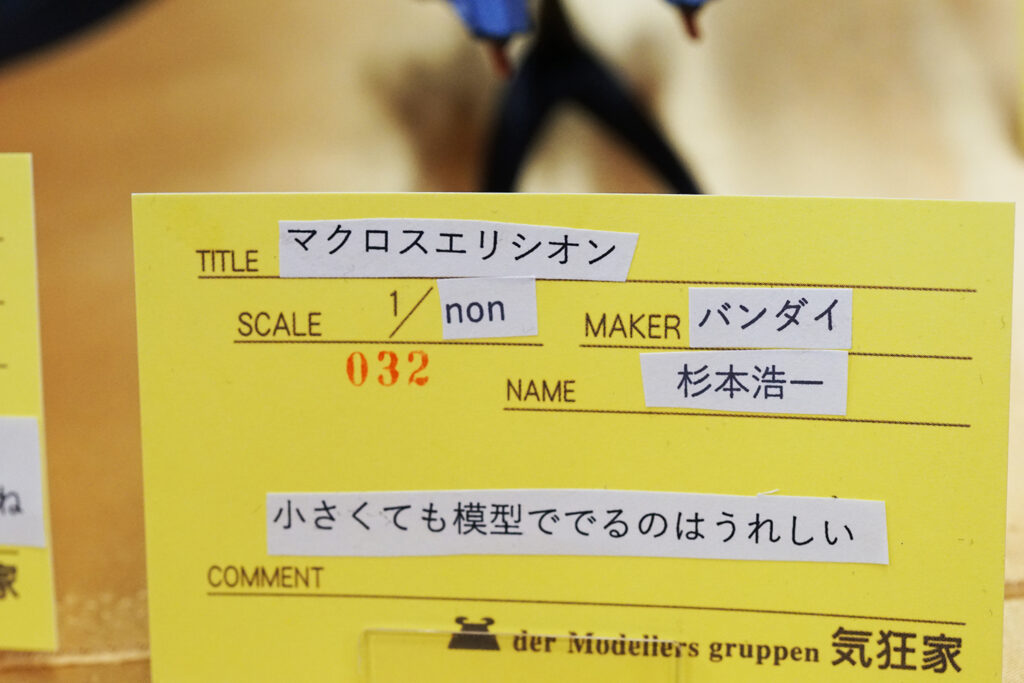 TITLE マクロスエリシオン
SCALE 1/non MAKER バンダイ
032
NAME 杉本浩一
小さくても模型ででるのはうれしい
COMMENT
der Modellers gruppen 気狂家
ね
家